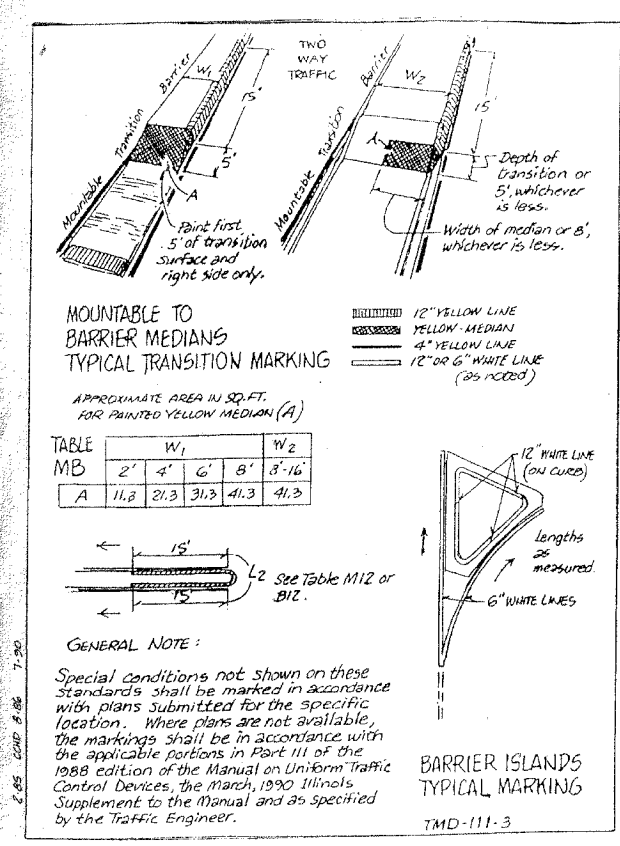 TWO
WAY
TRAFFIC
Barrier
W1
15'
Transition
5'
A
Mountable
Paint first
5' of transition
surface and
right side only.
Barrier
W2
15'
A
Transition
Mountable
Depth of
transition or
5', whichever
is less.
Width of median or 8',
whichever is less.
MOUNTABLE TO
BARRIER MEDIANS
TYPICAL TRANSITION MARKING
12" YELLOW LINE
YELLOW-MEDIAN
4" YELLOW LINE
12" OR 6" WHITE LINE
(as noted)
APPROXIMATE AREA IN SQ.FT.
FOR PAINTED YELLOW MEDIAN (A)
TABLE W1 W2
MB 2' 4' 6' 8' 8'-16'
A 11.3 21.3 31.3 41.3 41.3
12" WHITE LINE
(ON CURB)
Lengths
as
measured.
6" WHITE LINES
15'
L2 See Table M12 or
B12.
15'
GENERAL NOTE:
Special conditions not shown on these
standards shall be marked in accordance
with plans submitted for the specific
location. Where plans are not available,
the markings shall be in accordance with
the applicable portions in Part III of the
1988 edition of the Manual on Uniform Traffic
Control Devices, the March, 1990 Illinois
Supplement to the Manual and as specified
by the Traffic Engineer.
BARRIER ISLANDS
TYPICAL MARKING
TMD-111-3
2-85 8-86 7-90